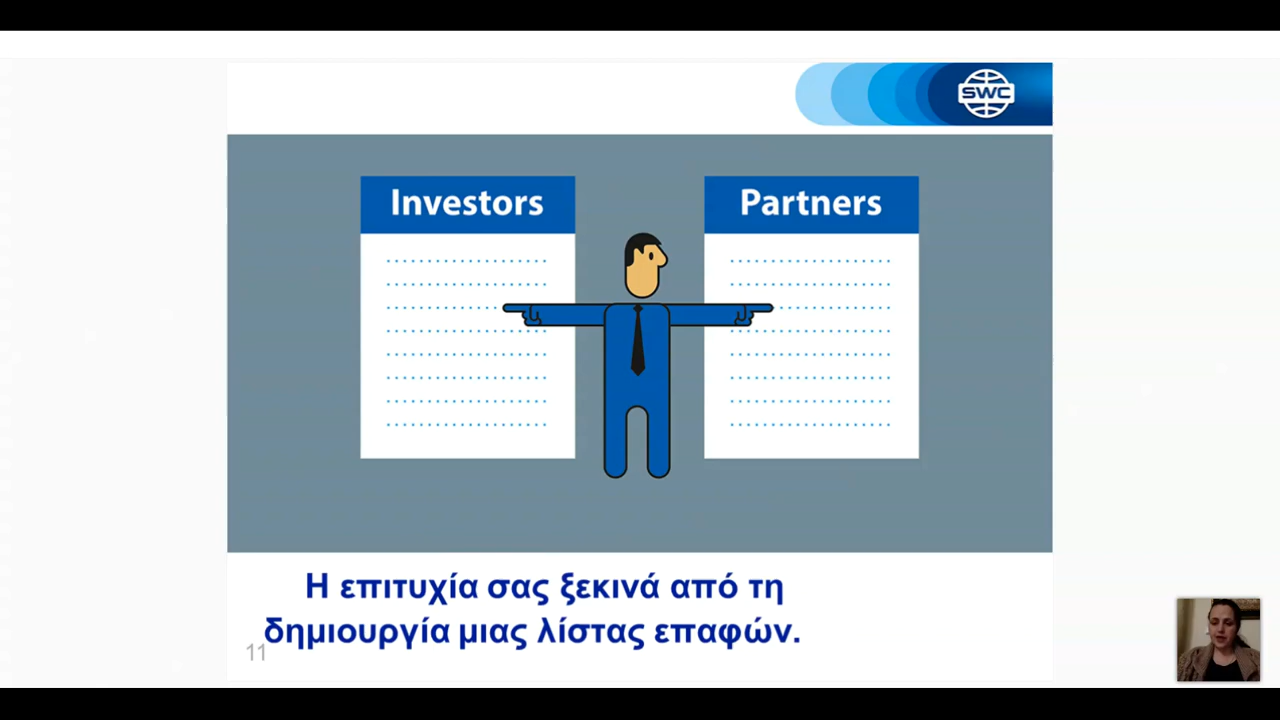 SWC
Investors
Partners
Η επιτυχία σας ξεκινά από τη
δημιουργία μιας λίστας επαφών.
11